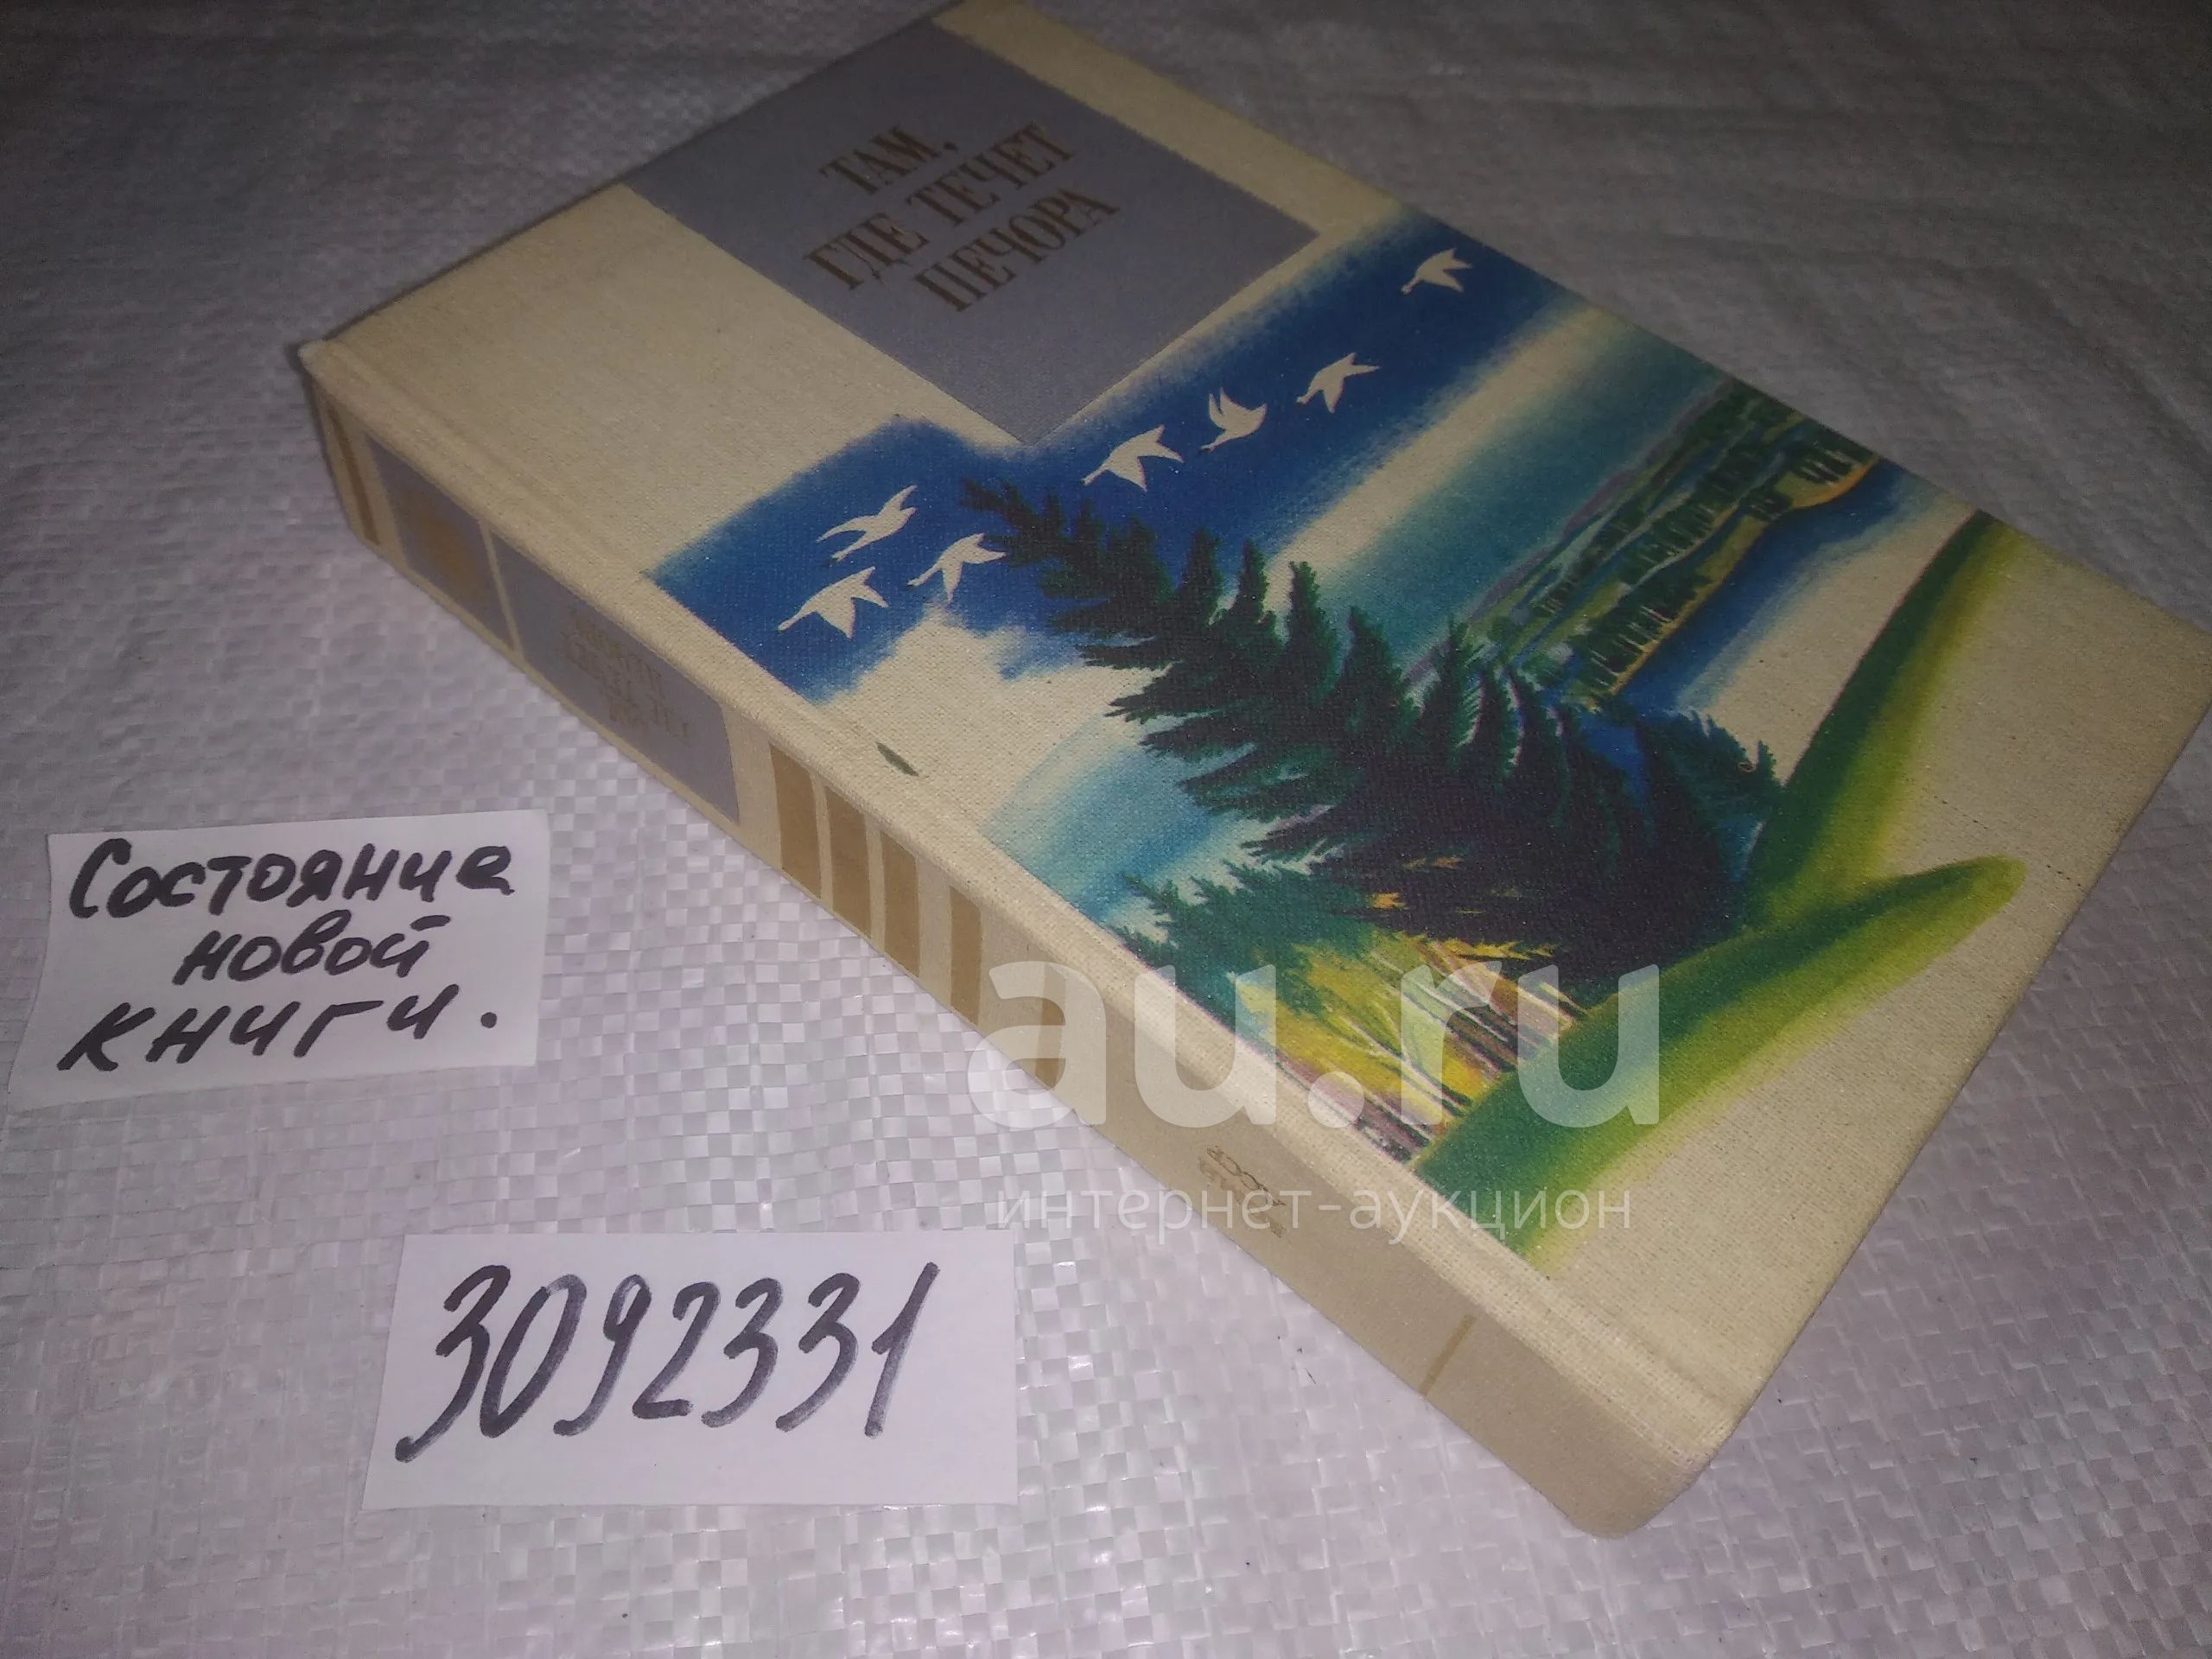 ТАМ,
ГДЕ ТЕЧЕТ
ПЕЧОРА
Состояние
новой
книги.
3092331
au.ru
интернет-аукцион